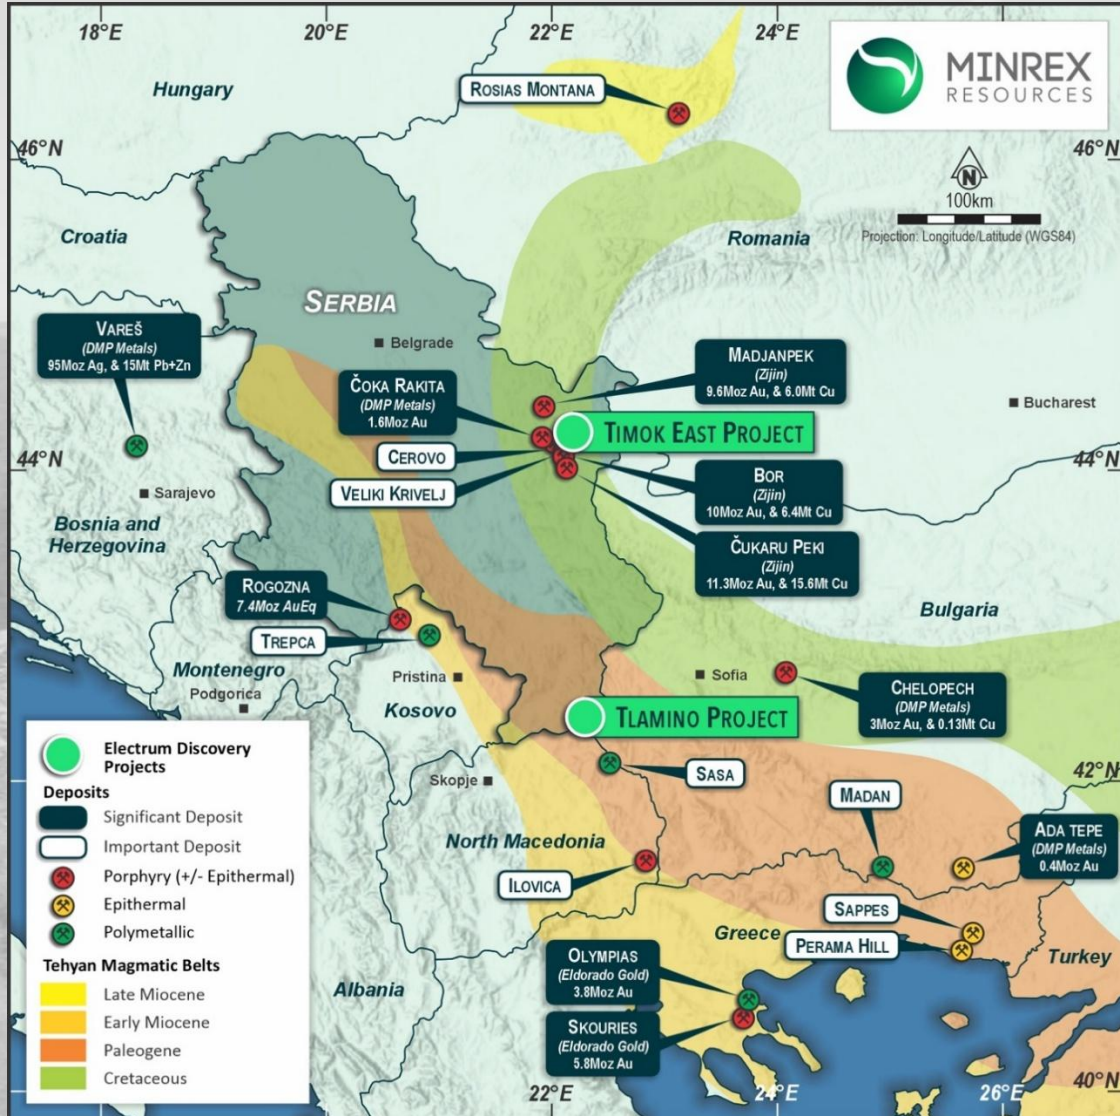 18°E
20°E
22°E
24°E
MINREX
RESOURCES
Hungary
ROSIAS MONTANA
46°N
46°N
N
100km
Projection: Longitude/Latitude (WGS84)
Croatia
Romania
SERBIA
VAREŠ
(DMP Metals)
95Moz Ag, & 15Mt Pb+Zn
Belgrade
ČOKA RAKITA
(DMP Metals)
1.6Moz Au
MADJANPEK
(Zijin)
9.6Moz Au, & 6.0Mt Cu
Bucharest
TIMOK EAST PROJECT
CEROVO
44°N
44°N
VELIKI KRIVELJ
BOR
(Zijin)
10Moz Au, & 6.4Mt Cu
Sarajevo
Bosnia and
Herzegovina
ČUKARU PEKI
(Zijin)
11.3Moz Au, & 15.6Mt Cu
ROGOZNA
7.4Moz AuEq
Bulgaria
TREPCA
Montenegro
Podgorica
Pristina
Kosovo
Sofia
CHELOPECH
(DMP Metals)
3Moz Au, & 0.13Mt Cu
TLAMINO PROJECT
Electrum Discovery
Projects
Deposits
Significant Deposit
Important Deposit
Porphyry (+/- Epithermal)
Epithermal
Polymetallic
Tehyan Magmatic Belts
Late Miocene
Early Miocene
Paleogene
Cretaceous
Skopje
SASA
42°N
MADAN
North Macedonia
ADA TEPE
(DMP Metals)
0.4Moz Au
ILOVICA
SAPPES
Greece
PERAMA HILL
Turkey
OLYMPIAS
(Eldorado Gold)
3.8Moz Au
Albania
SKOURIES
(Eldorado Gold)
5.8Moz Au
40°N
22°E
24°E
26°E